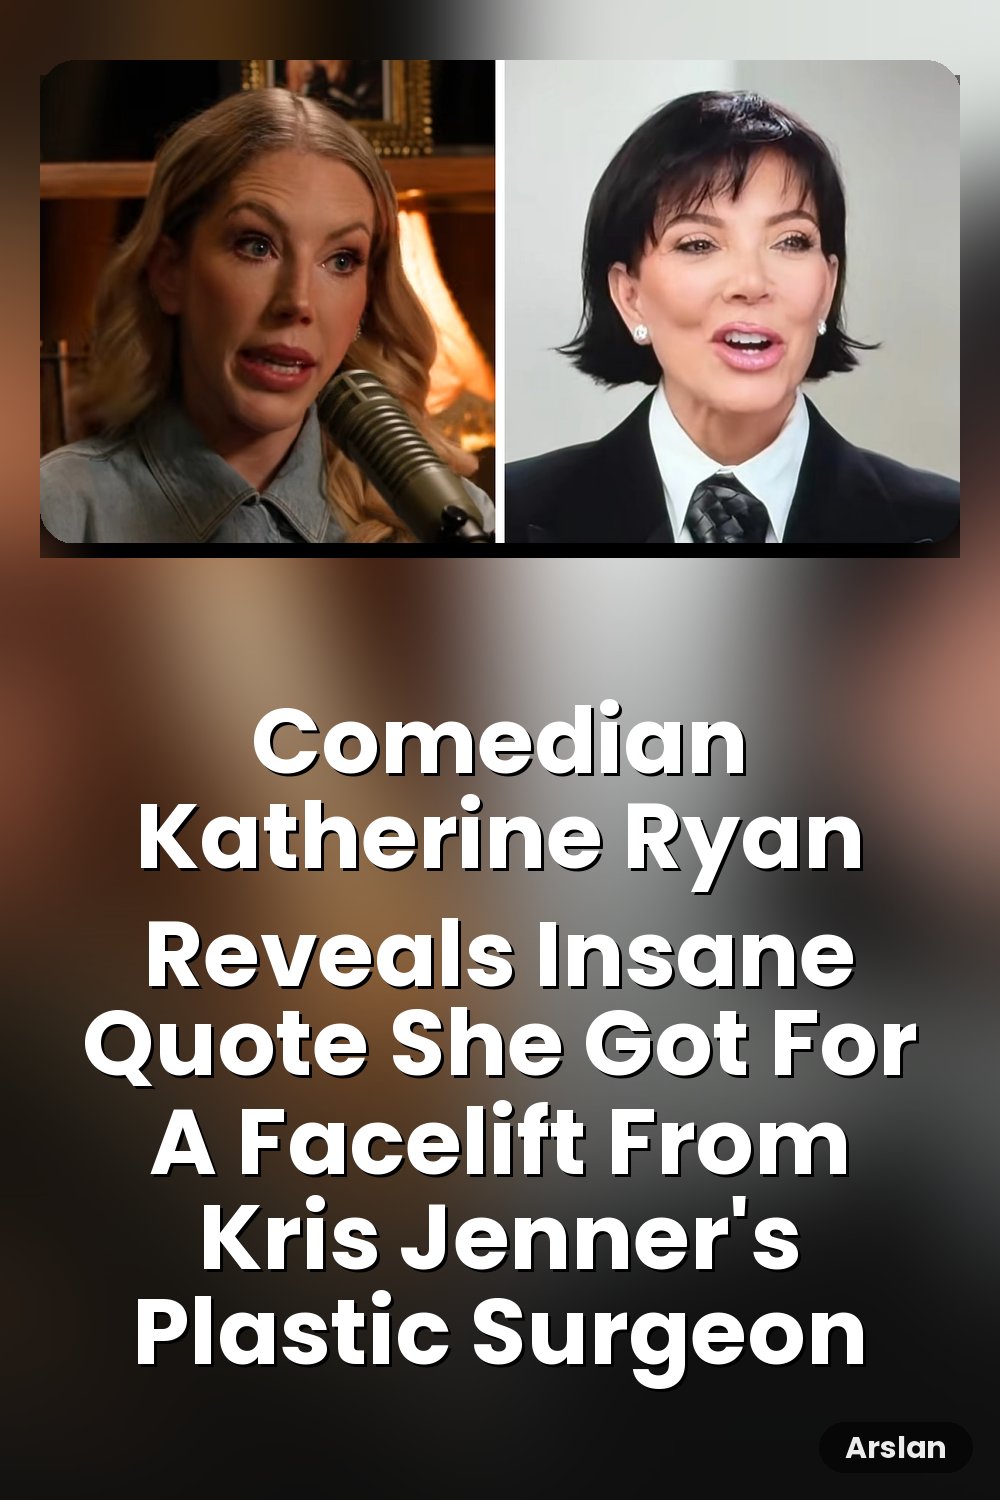 Comedian
Katherine Ryan
Reveals Insane
Quote She Got For
A Facelift From
Kris Jenner's
Plastic Surgeon
Arslan